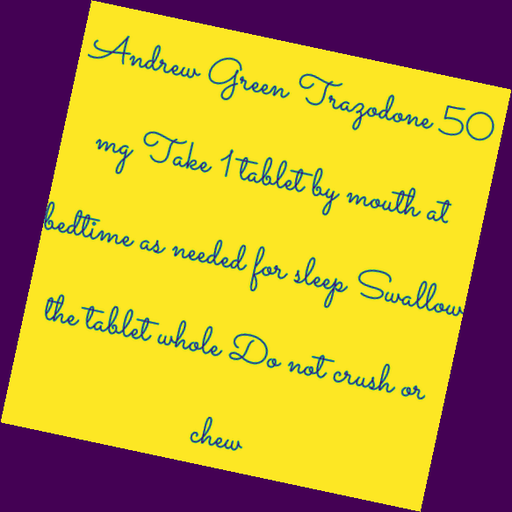 Andrew Green Trazodone 50
mg Take 1 tablet by mouth at
bedtime as needed for sleep Swallow
the tablet whole Do not crush or
chew